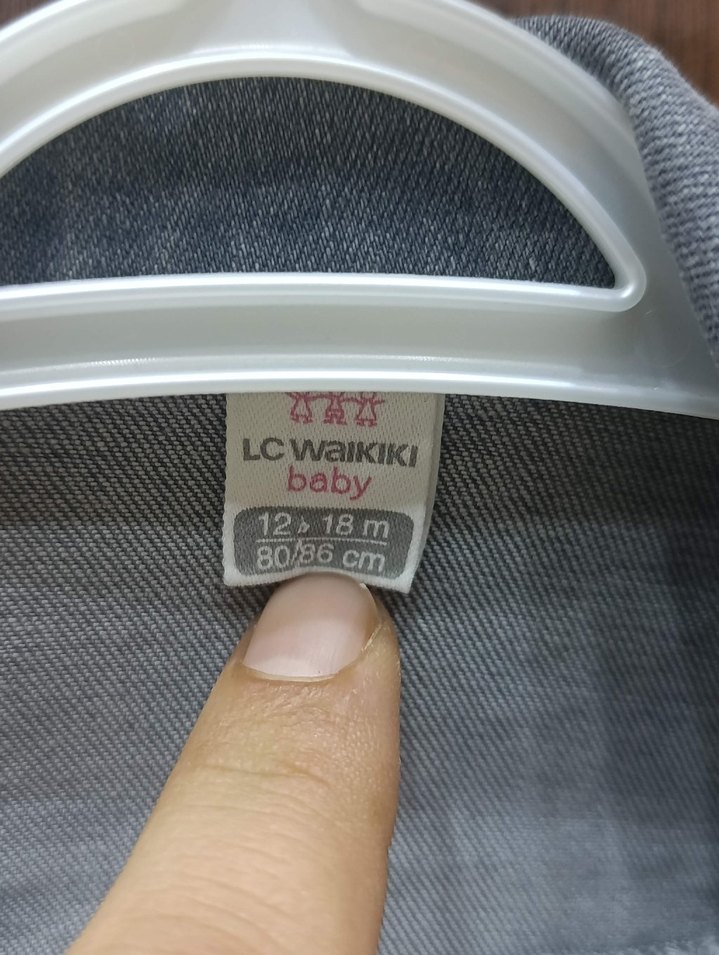 LC WAIKIKI
baby
12 ▸ 18 m
80/86 cm